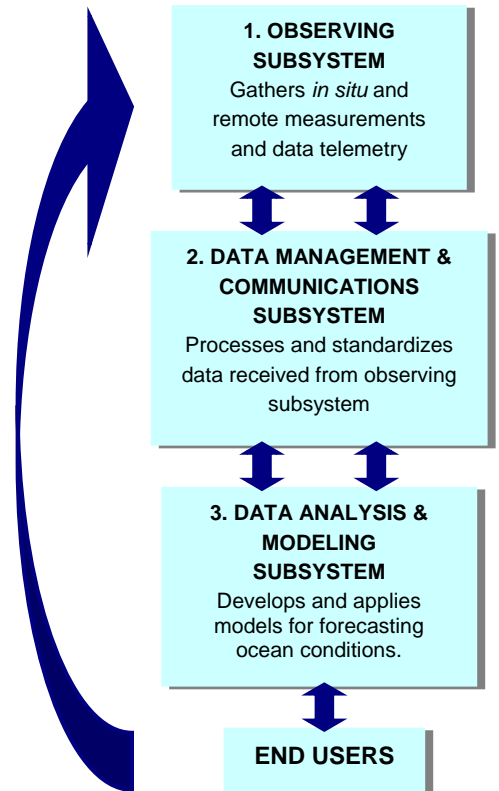 1. OBSERVING
SUBSYSTEM
Gathers in situ and
remote measurements
and data telemetry
2. DATA MANAGEMENT &
COMMUNICATIONS
SUBSYSTEM
Processes and standardizes
data received from observing
subsystem
3. DATA ANALYSIS &
MODELING
SUBSYSTEM
Develops and applies
models for forecasting
ocean conditions.
END USERS